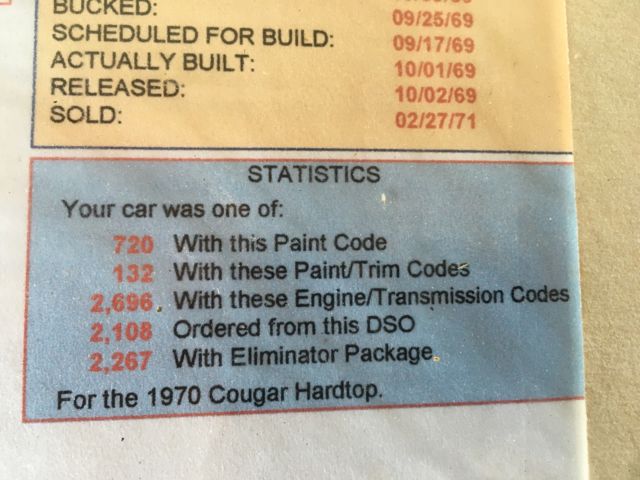 BUCKED:
09/25/69
SCHEDULED FOR BUILD: 09/17/69
ACTUALLY BUILT: 10/01/69
RELEASED: 10/02/69
SOLD: 02/27/71
STATISTICS
Your car was one of:
720 With this Paint Code
132 With these Paint/Trim Codes
2,696 With these Engine/Transmission Codes
2,108 Ordered from this DSO
2,267 With Eliminator Package.
For the 1970 Cougar Hardtop.